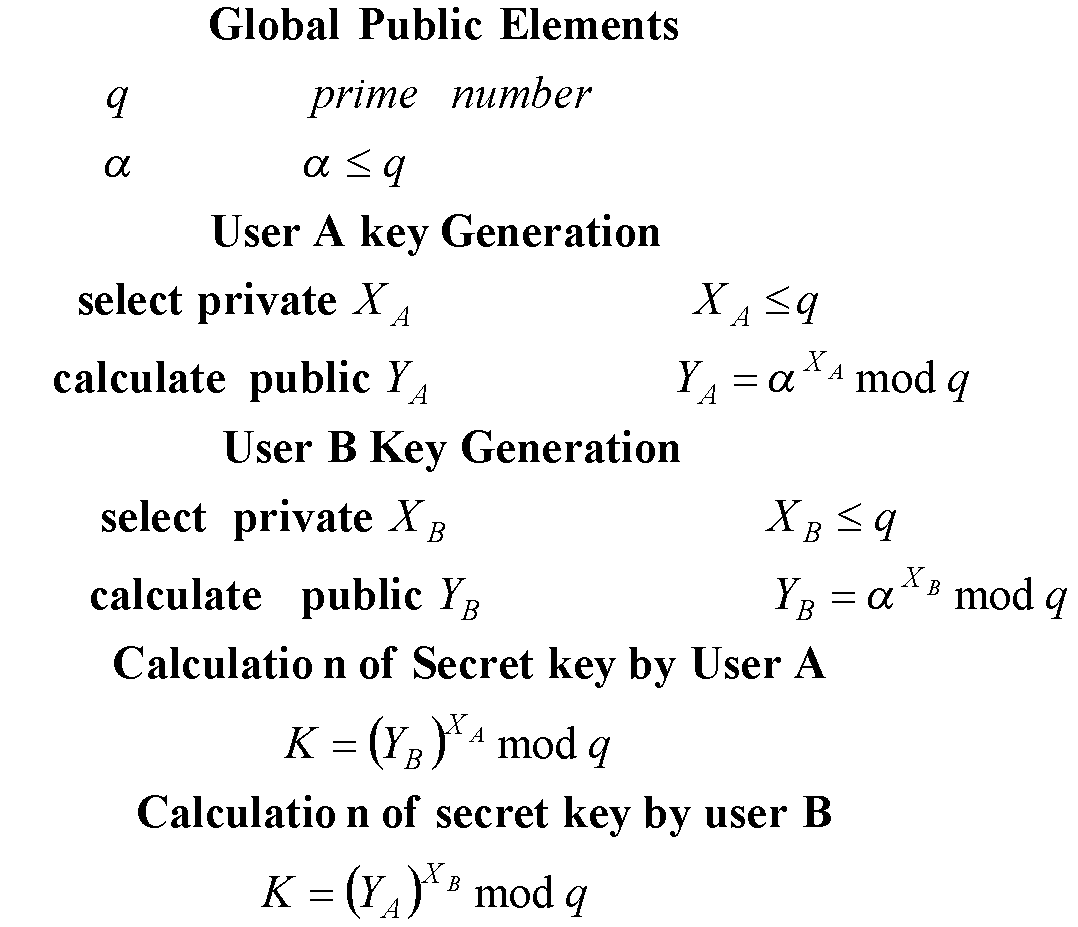 Global Public Elements
q prime number
α α ≤ q
User A key Generation
select private X_A X_A ≤ q
calculate public Y_A Y_A = α^{X_A} mod q
User B Key Generation
select private X_B X_B ≤ q
calculate public Y_B Y_B = α^{X_B} mod q
Calculatio n of Secret key by User A
K = (Y_B)^{X_A} mod q
Calculatio n of secret key by user B
K = (Y_A)^{X_B} mod q